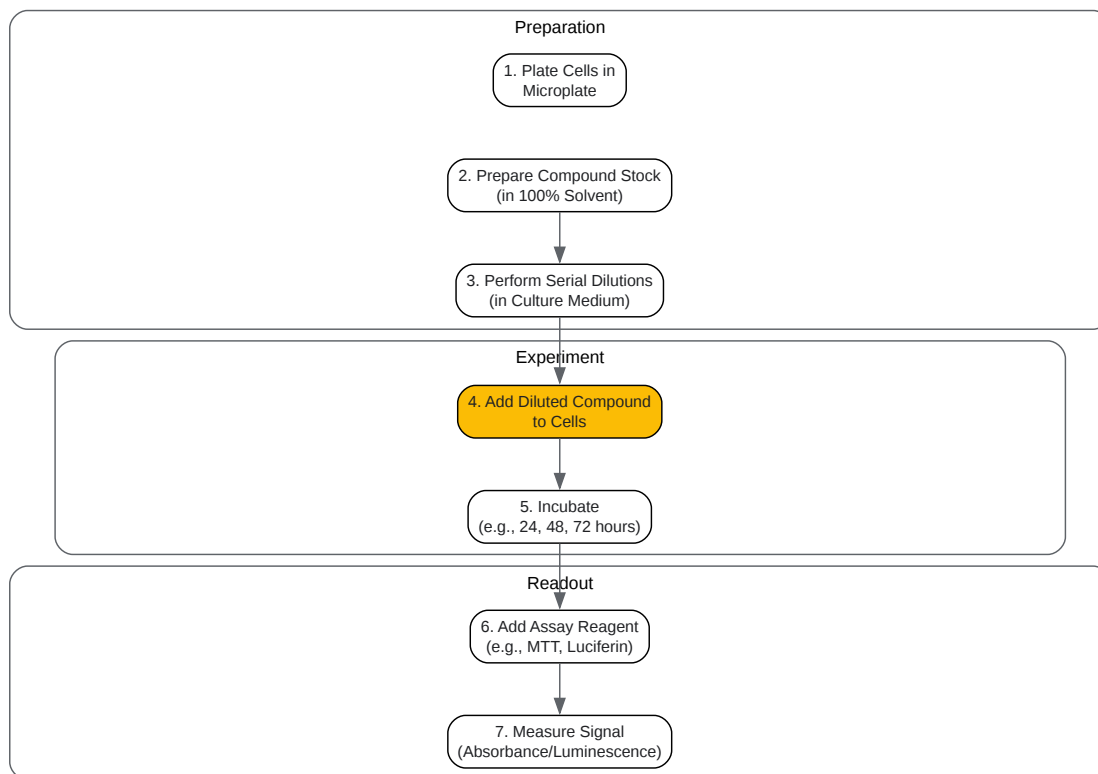 Preparation
1. Plate Cells in
Microplate
2. Prepare Compound Stock
(in 100% Solvent)
3. Perform Serial Dilutions
(in Culture Medium)
Experiment
4. Add Diluted Compound
to Cells
5. Incubate
(e.g., 24, 48, 72 hours)
Readout
6. Add Assay Reagent
(e.g., MTT, Luciferin)
7. Measure Signal
(Absorbance/Luminescence)